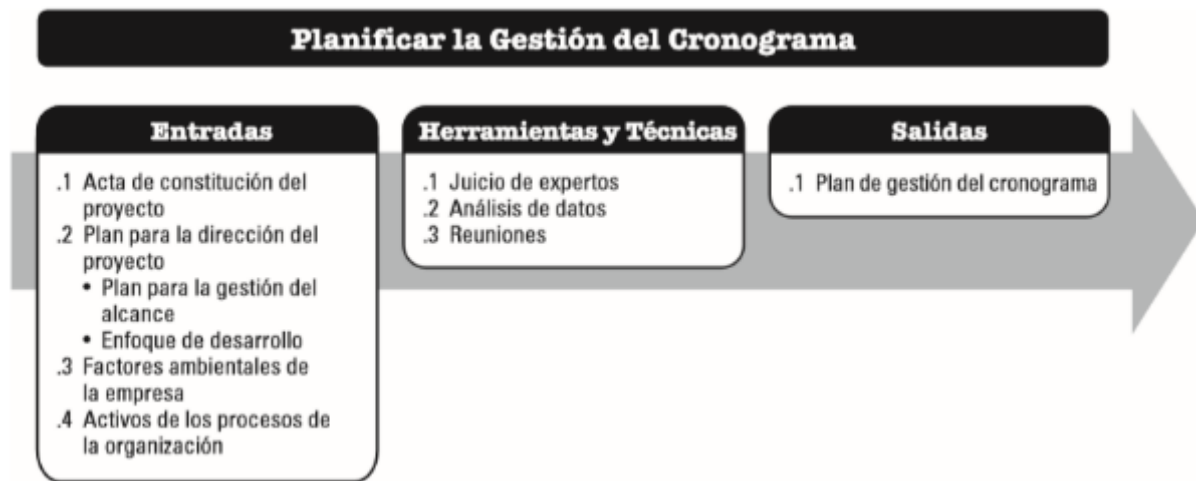 Planificar la Gestión del Cronograma
Entradas
.1 Acta de constitución del
proyecto
.2 Plan para la dirección del
proyecto
• Plan para la gestión del
alcance
• Enfoque de desarrollo
.3 Factores ambientales de
la empresa
.4 Activos de los procesos de
la organización
Herramientas y Técnicas
.1 Juicio de expertos
.2 Análisis de datos
.3 Reuniones
Salidas
.1 Plan de gestión del cronograma